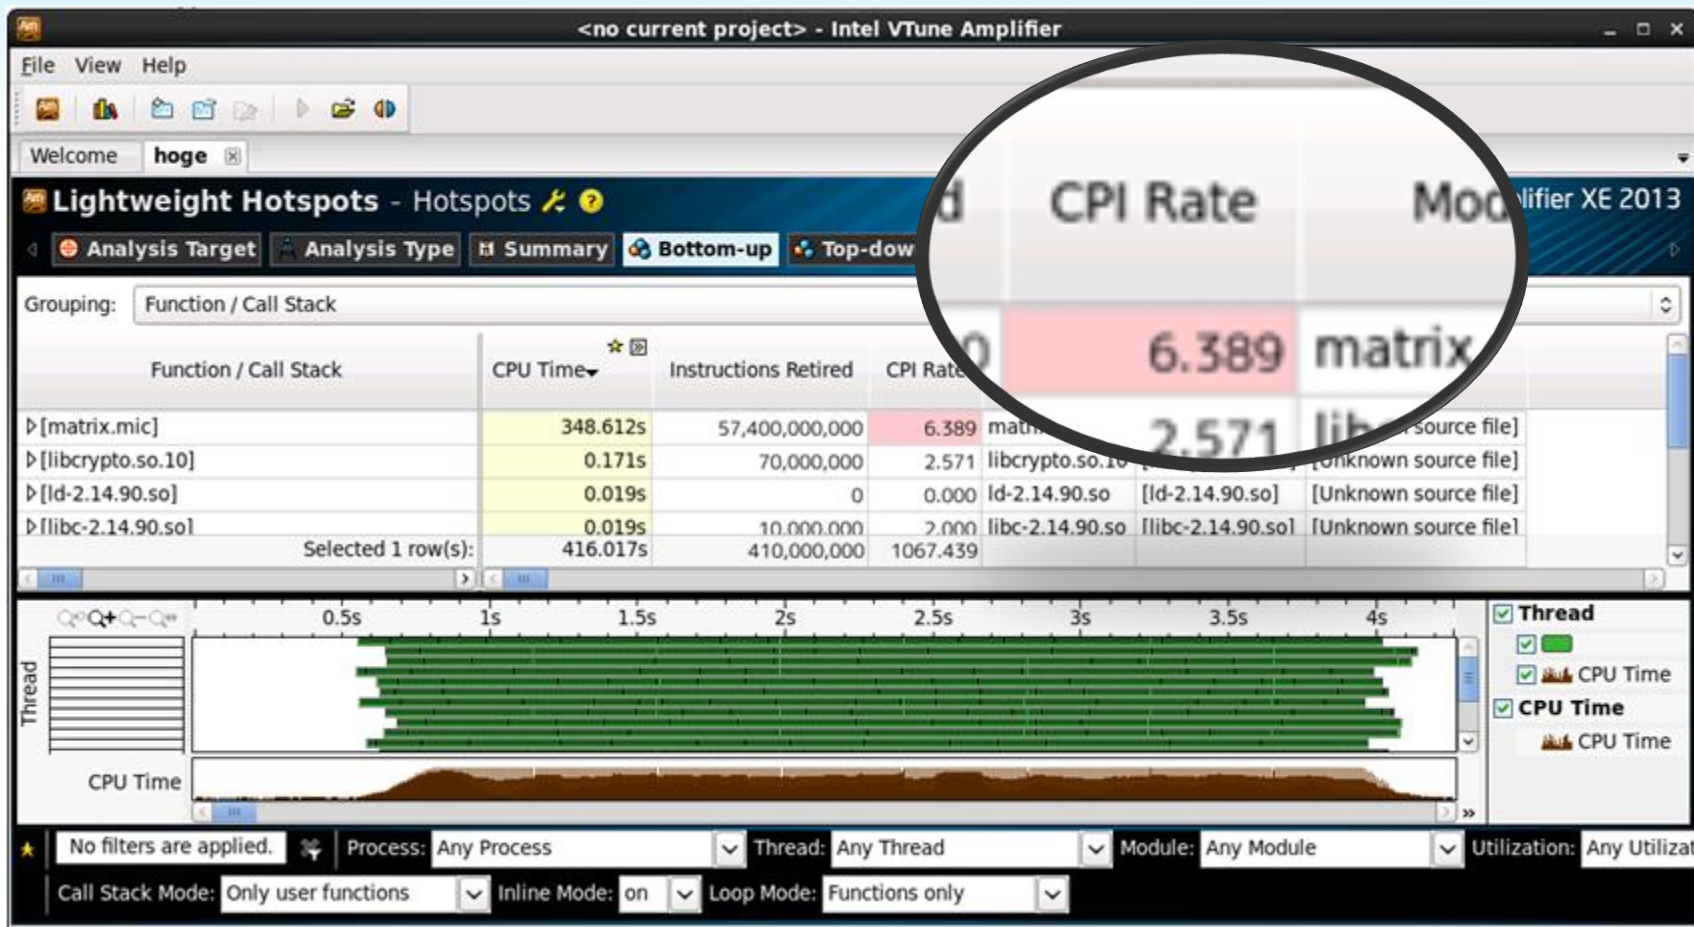 <no current project> - Intel VTune Amplifier
File View Help
Welcome hoge
Lightweight Hotspots - Hotspots ? lifier XE 2013
Analysis Target Analysis Type Summary Bottom-up Top-dow
Grouping: Function / Call Stack
Function / Call Stack CPU Time Instructions Retired CPI Rate
d CPI Rate Mod
0 6.389 matrix
2.571
[matrix.mic] 348.612s 57,400,000,000 6.389 source file]
[libcrypto.so.10] 0.171s 70,000,000 2.571 libcrypto.so.10 [Unknown source file]
[ld-2.14.90.so] 0.019s 0 0.000 ld-2.14.90.so [ld-2.14.90.so] [Unknown source file]
[libc-2.14.90.so] 0.019s 10,000,000 2.000 libc-2.14.90.so [libc-2.14.90.so] [Unknown source file]
Selected 1 row(s): 416.017s 410,000,000 1067.439
0.5s 1s 1.5s 2s 2.5s 3s 3.5s 4s
Thread
Thread
CPU Time
CPU Time
CPU Time
CPU Time
No filters are applied. Process: Any Process Thread: Any Thread Module: Any Module Utilization: Any Utilizat
Call Stack Mode: Only user functions Inline Mode: on Loop Mode: Functions only